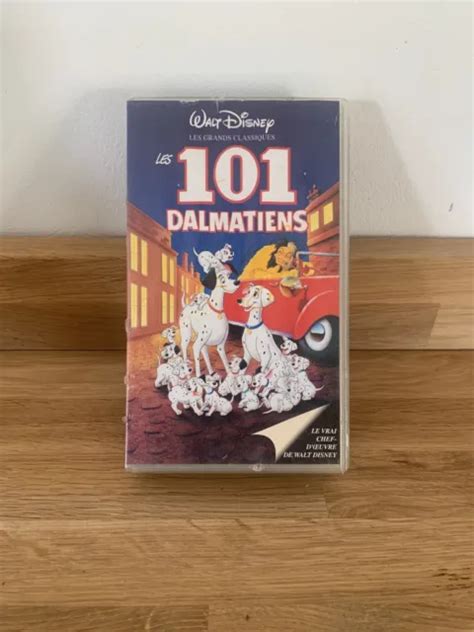 WALT DISNEY
LES GRANDS CLASSIQUES
LES
101
DALMATIENS
LE VRAI
CHEF-
D'ŒUVRE
DE WALT DISNEY